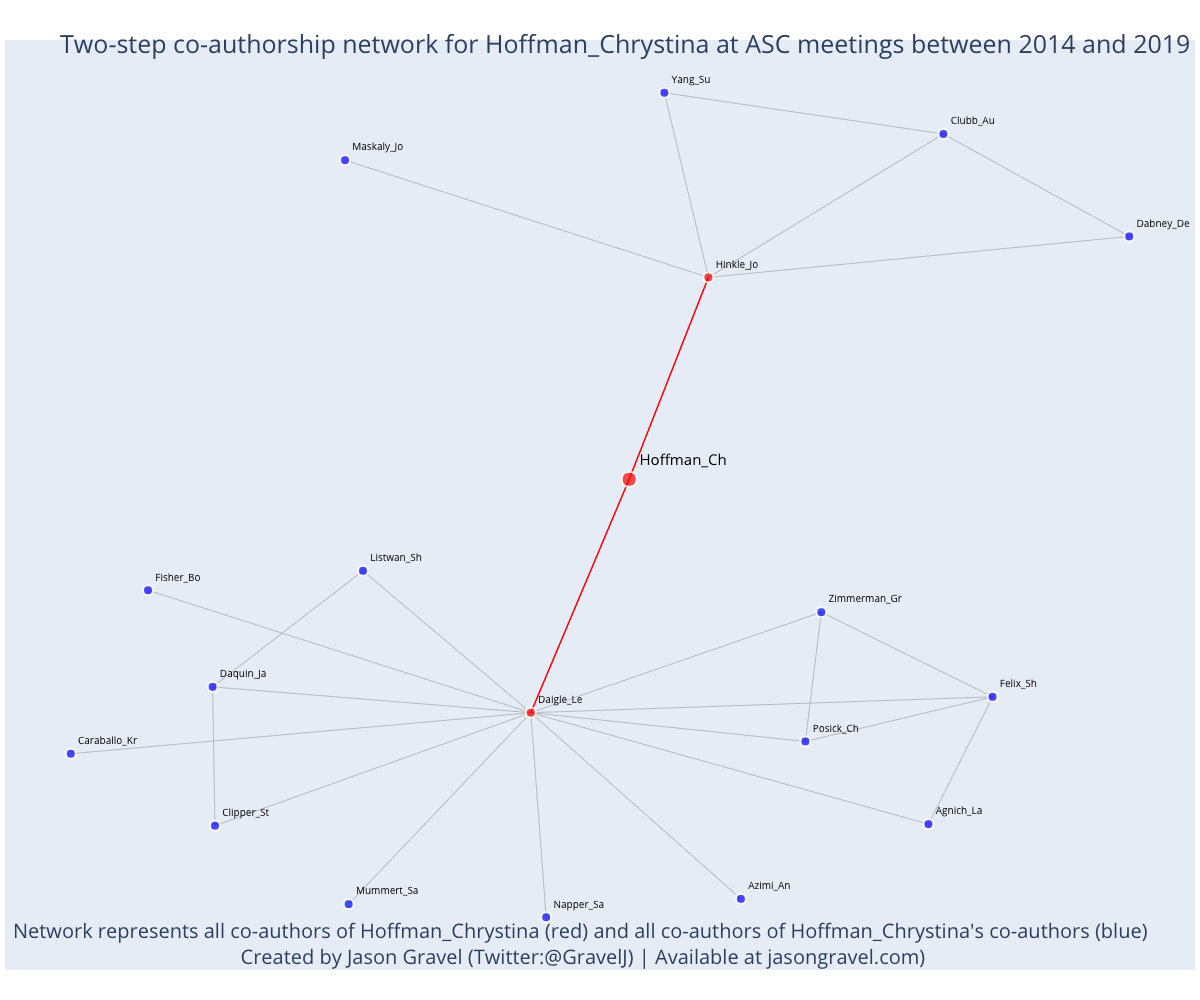 Two-step co-authorship network for Hoffman_Chrystina at ASC meetings between 2014 and 2019
Yang_Su
Clubb_Au
Maskaly_Jo
Dabney_De
Hinkle_Jo
Hoffman_Ch
Listwan_Sh
Fisher_Bo
Zimmerman_Gr
Daquin_Ja
Felix_Sh
Daigle_Le
Posick_Ch
Caraballo_Kr
Clipper_St
Agnich_La
Mummert_Sa
Azimi_An
Napper_Sa
Network represents all co-authors of Hoffman_Chrystina (red) and all co-authors of Hoffman_Chrystina's co-authors (blue)
Created by Jason Gravel (Twitter:@GravelJ) | Available at jasongravel.com)